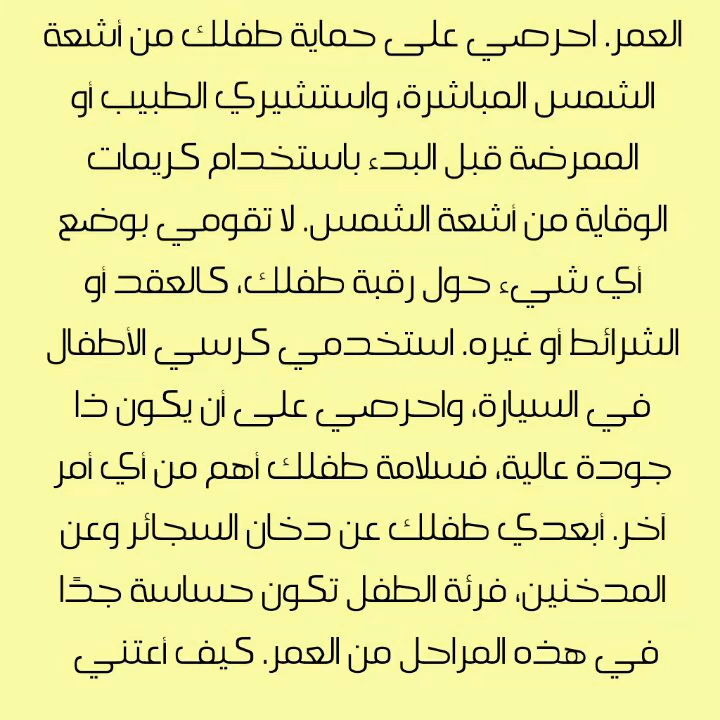 العمر. احرصي على حماية طفلك من أشعة
الشمس المباشرة، واستشيري الطبيب أو
الممرضة قبل البدء باستخدام كريمات
الوقاية من أشعة الشمس. لا تقومي بوضع
أي شيء حول رقبة طفلك، كالعقد أو
الشرائط أو غيره. استخدمي كرسي الأطفال
في السيارة، واحرصي على أن يكون ذا
جودة عالية، فسلامة طفلك أهم من أي أمر
آخر. أبعدي طفلك عن دخان السجائر وعن
المدخنين، فرئة الطفل تكون حساسة جدًا
في هذه المراحل من العمر. كيف أعتني